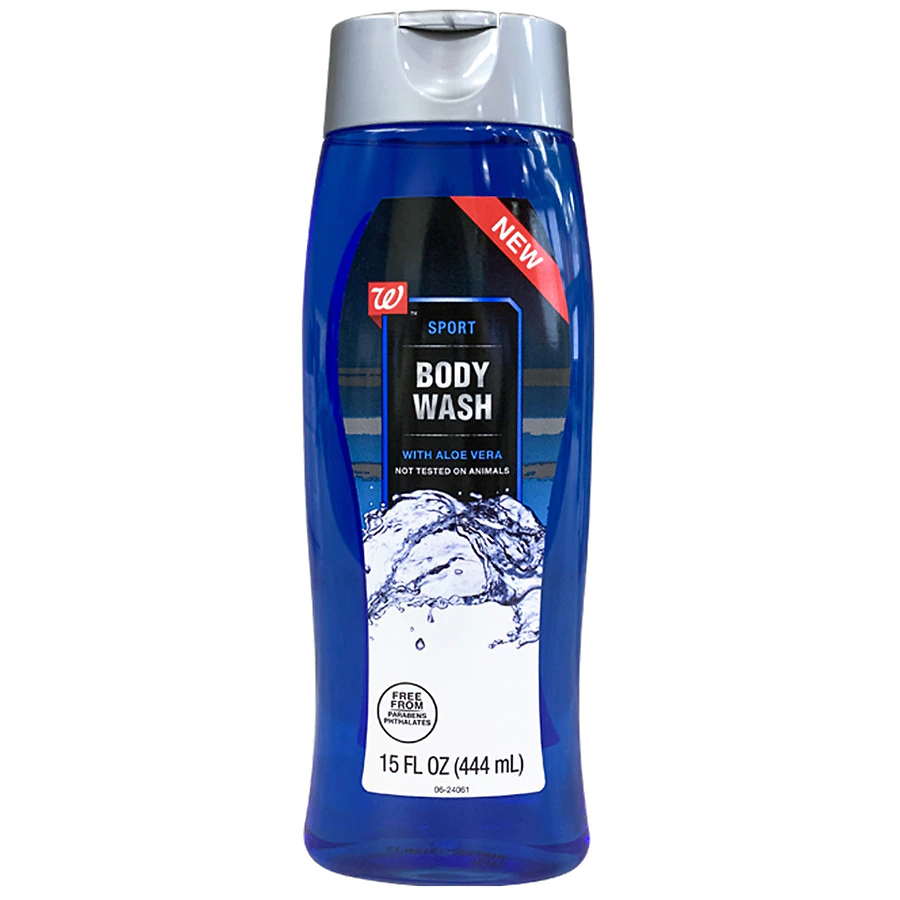 NEW
W
™
SPORT
BODY
WASH
WITH ALOE VERA
NOT TESTED ON ANIMALS
FREE
FROM
PARABENS
PHTHALATES
15 FL OZ (444 mL)
06-24061